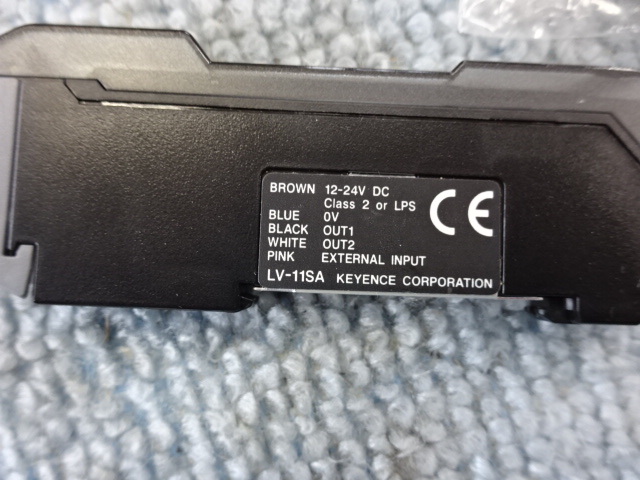 BROWN 12-24V DC
Class 2 or LPS
BLUE 0V
BLACK OUT1
WHITE OUT2
PINK EXTERNAL INPUT
LV-11SA KEYENCE CORPORATION
CE